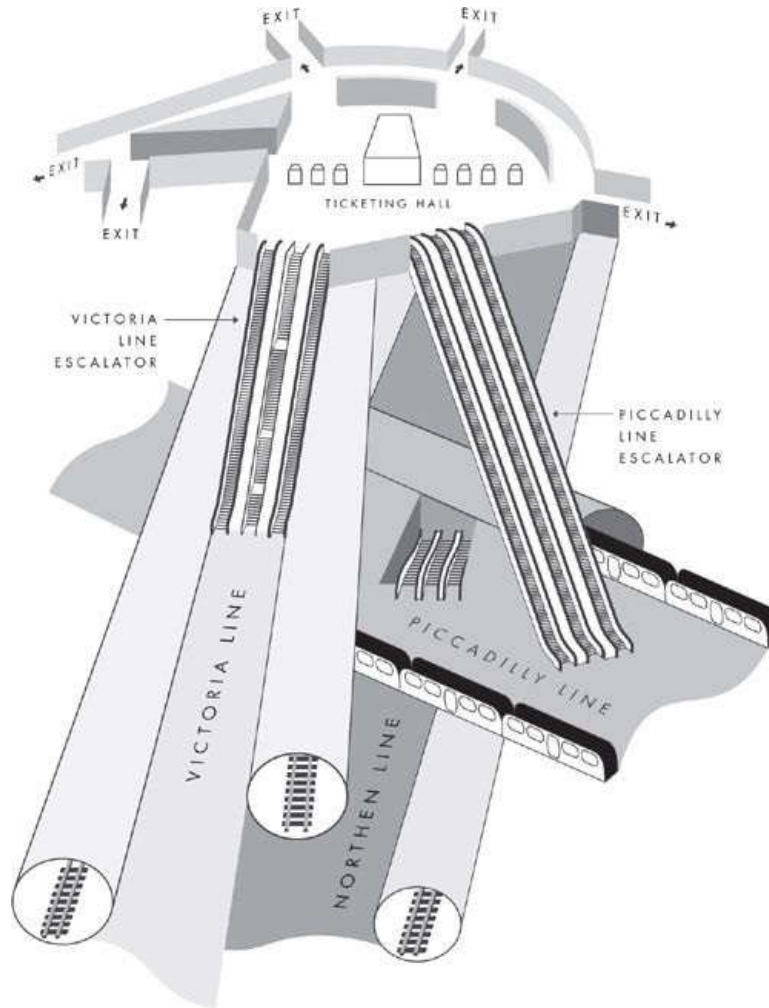 EXIT
EXIT
EXIT
EXIT
TICKETING HALL
EXIT
VICTORIA
LINE
ESCALATOR
PICCADILLY
LINE
ESCALATOR
PICCADILLY LINE
VICTORIA LINE
NORTHEN LINE